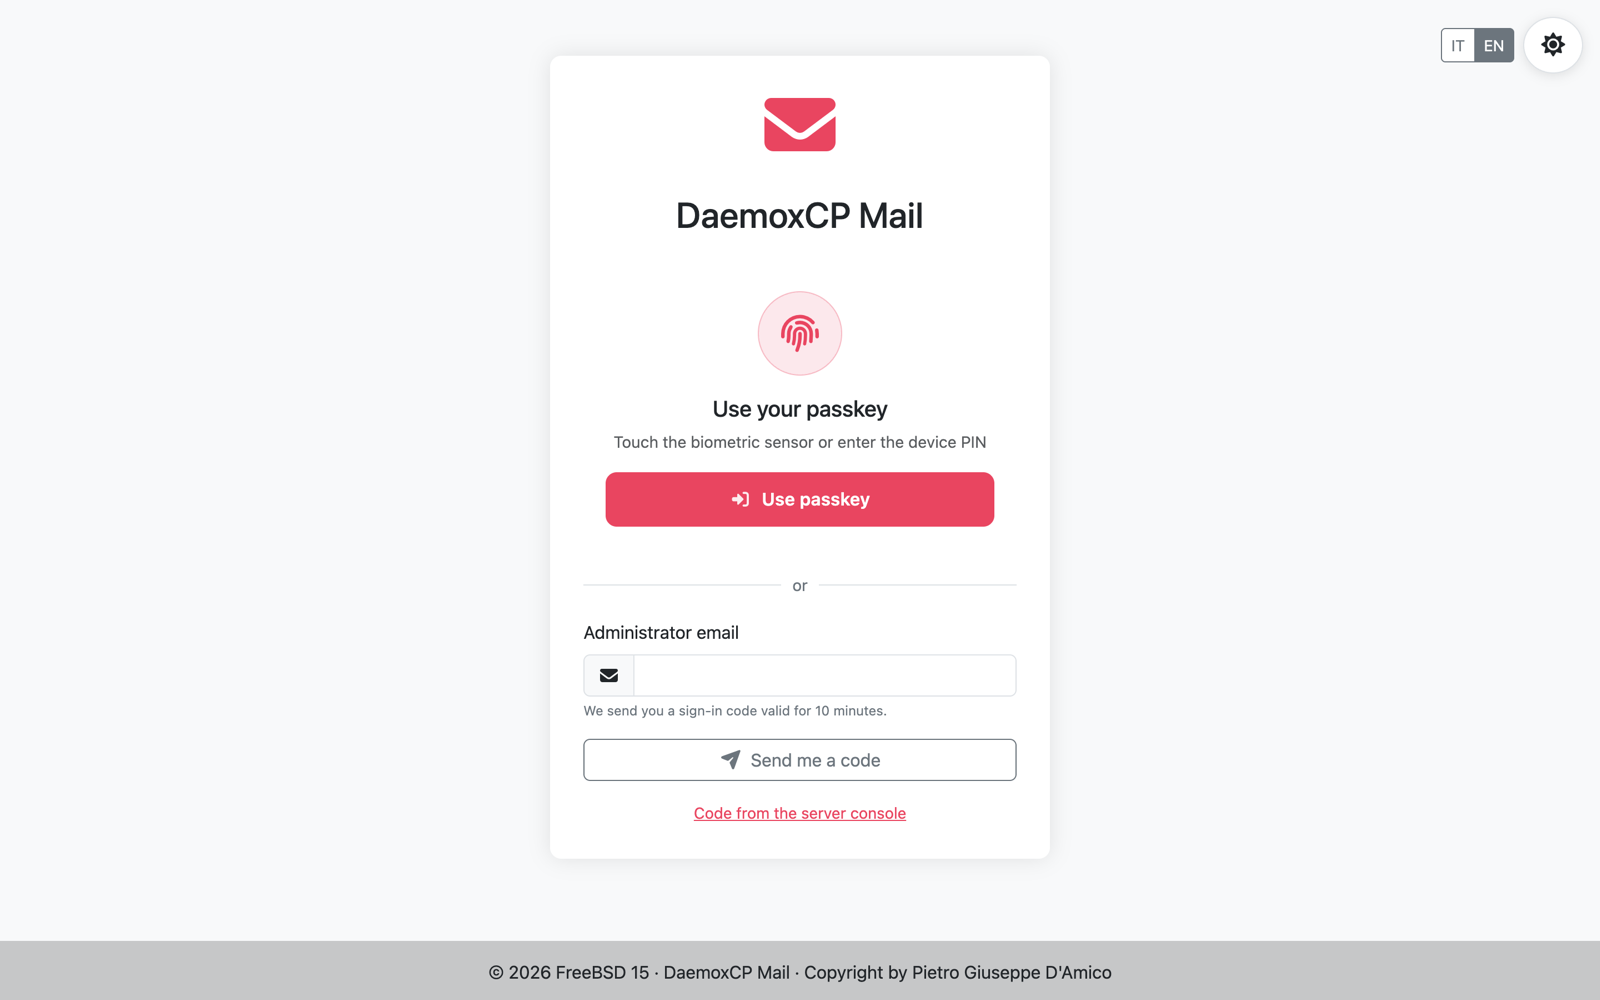 IT EN
DaemoxCP Mail
Use your passkey
Touch the biometric sensor or enter the device PIN
Use passkey
or
Administrator email
We send you a sign-in code valid for 10 minutes.
Send me a code
Code from the server console
© 2026 FreeBSD 15 · DaemoxCP Mail · Copyright by Pietro Giuseppe D'Amico